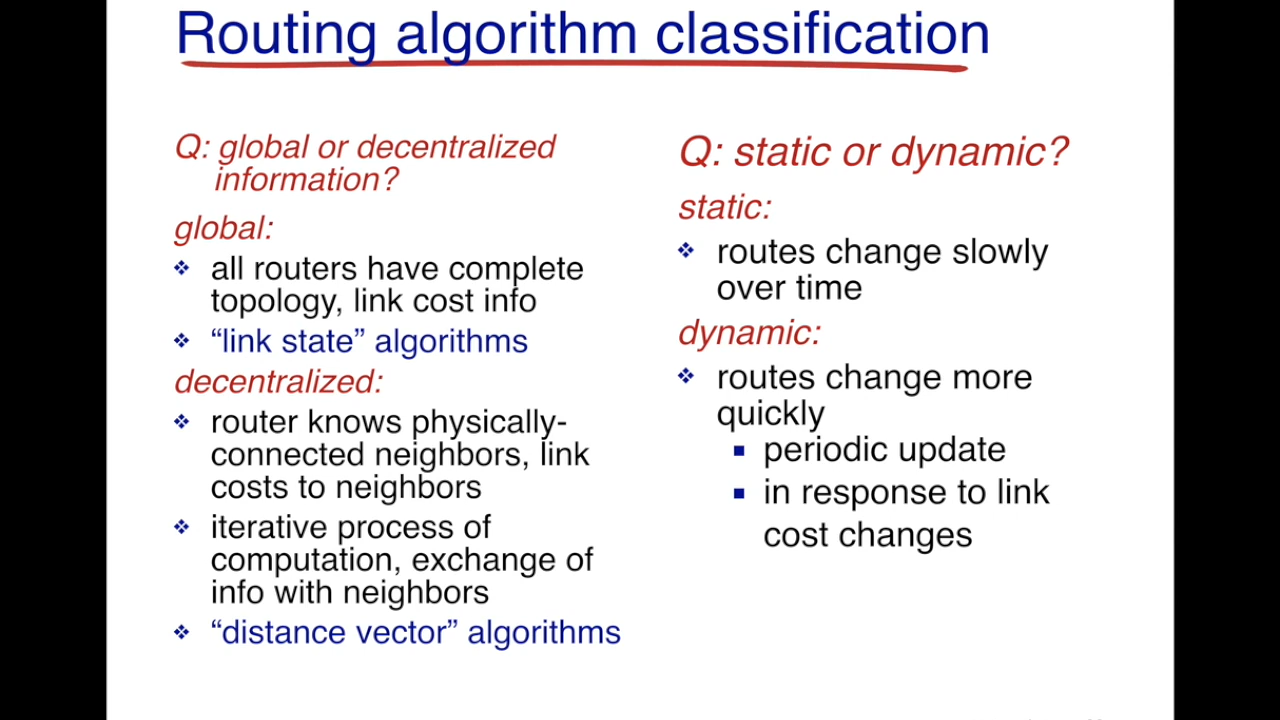 Routing algorithm classification
Q: global or decentralized
information?
global:
all routers have complete
topology, link cost info
“link state” algorithms
decentralized:
router knows physically-
connected neighbors, link
costs to neighbors
iterative process of
computation, exchange of
info with neighbors
“distance vector” algorithms
Q: static or dynamic?
static:
routes change slowly
over time
dynamic:
routes change more
quickly
periodic update
in response to link
cost changes